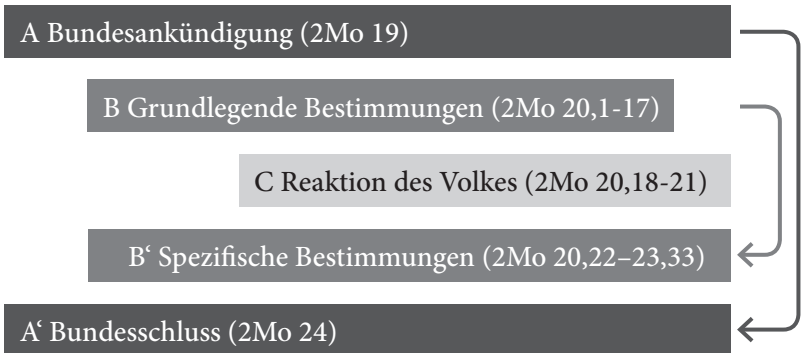 A Bundesankündigung (2Mo 19)
B Grundlegende Bestimmungen (2Mo 20,1-17)
C Reaktion des Volkes (2Mo 20,18-21)
B‘ Spezifische Bestimmungen (2Mo 20,22–23,33)
A‘ Bundesschluss (2Mo 24)